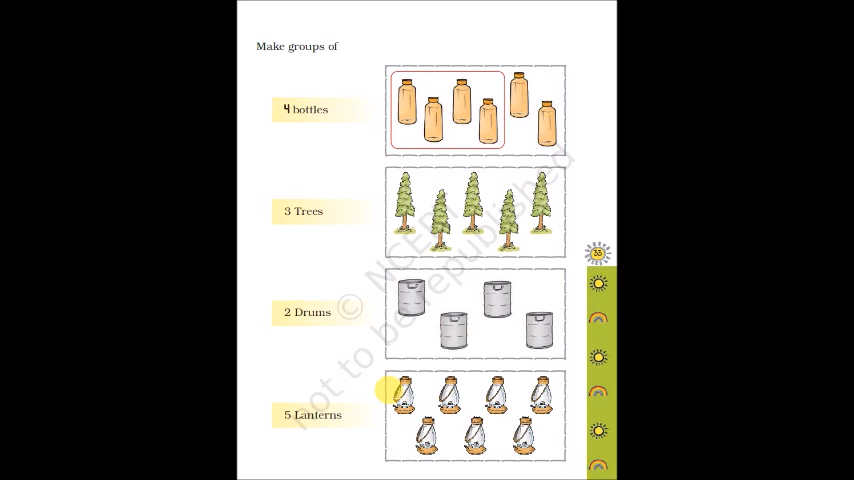 Make groups of
4 bottles
3 Trees
33
2 Drums
5 Lanterns
© NCERT
not to be republished